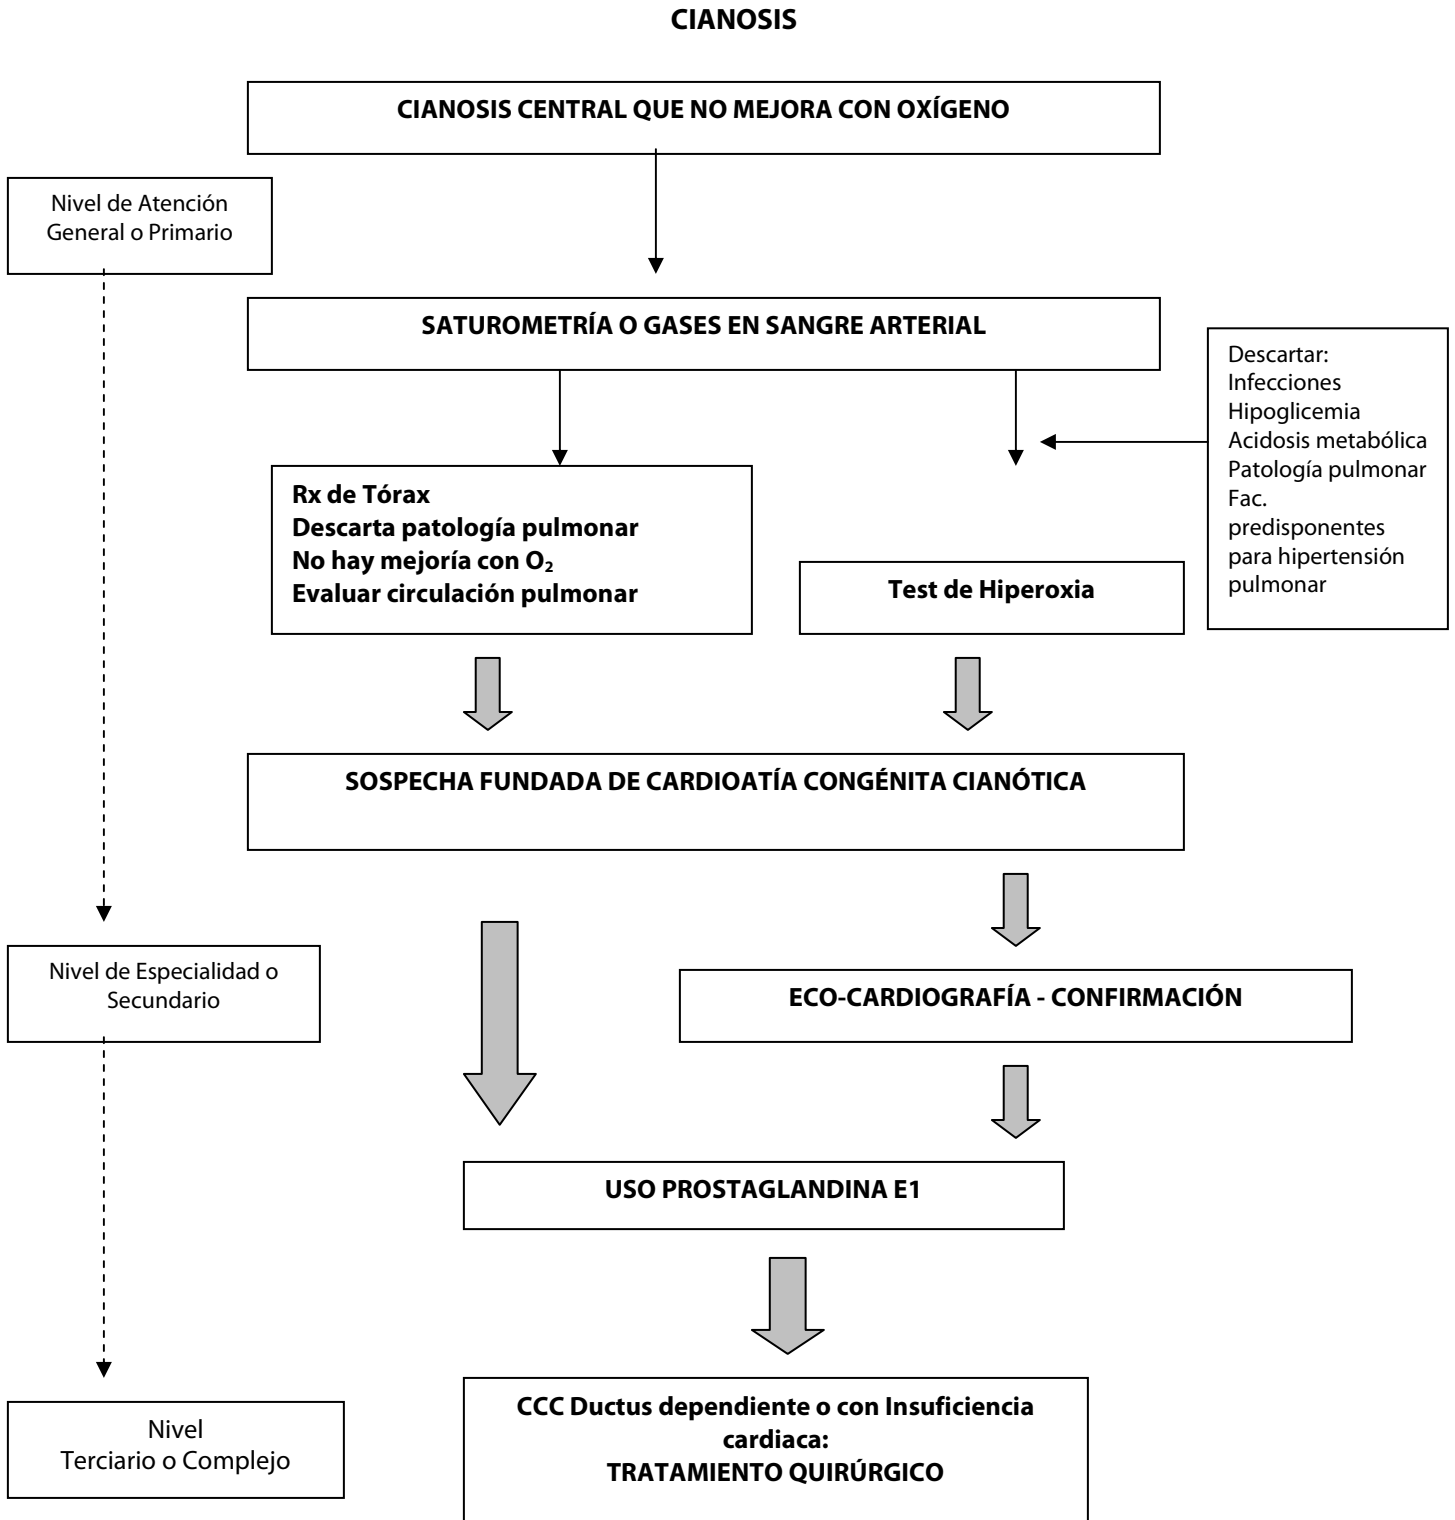 CIANOSIS
CIANOSIS CENTRAL QUE NO MEJORA CON OXÍGENO
Nivel de Atención
General o Primario
SATUROMETRÍA O GASES EN SANGRE ARTERIAL
Descartar:
Infecciones
Hipoglicemia
Acidosis metabólica
Patología pulmonar
Fac.
predisponentes
para hipertensión
pulmonar
Rx de Tórax
Descarta patología pulmonar
No hay mejoría con O₂
Evaluar circulación pulmonar
Test de Hiperoxia
SOSPECHA FUNDADA DE CARDIOATÍA CONGÉNITA CIANÓTICA
Nivel de Especialidad o
Secundario
ECO-CARDIOGRAFÍA - CONFIRMACIÓN
USO PROSTAGLANDINA E1
Nivel
Terciario o Complejo
CCC Ductus dependiente o con Insuficiencia
cardiaca:
TRATAMIENTO QUIRÚRGICO